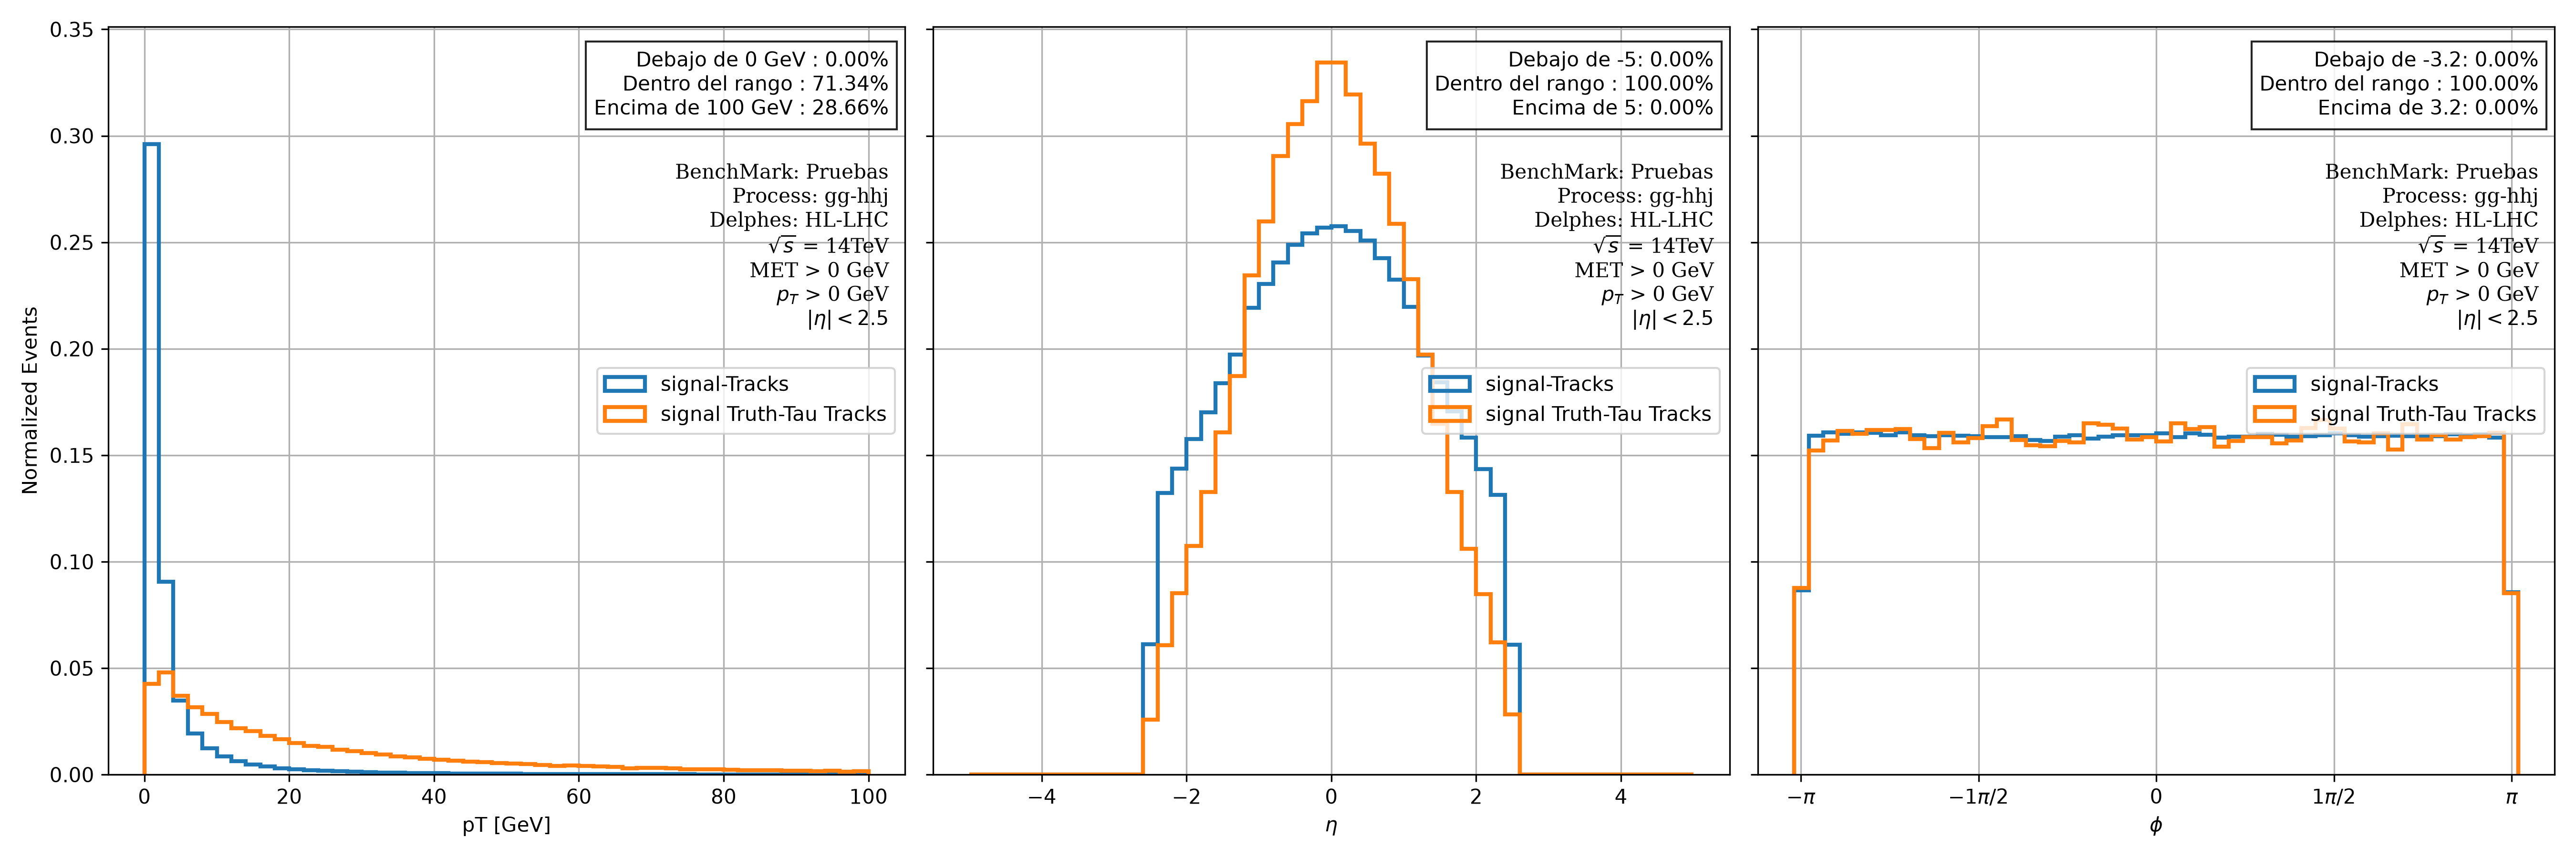 Normalized Events
0.35
0.30
0.25
0.20
0.15
0.10
0.05
0.00
Debajo de 0 GeV : 0.00%
Dentro del rango : 71.34%
Encima de 100 GeV : 28.66%
BenchMark: Pruebas
Process: gg-hhj
Delphes: HL-LHC
√s = 14TeV
MET > 0 GeV
p_T > 0 GeV
|η| < 2.5
signal-Tracks
signal Truth-Tau Tracks
0 20 40 60 80 100
pT [GeV]
Debajo de -5: 0.00%
Dentro del rango : 100.00%
Encima de 5: 0.00%
BenchMark: Pruebas
Process: gg-hhj
Delphes: HL-LHC
√s = 14TeV
MET > 0 GeV
p_T > 0 GeV
|η| < 2.5
signal-Tracks
signal Truth-Tau Tracks
−4 −2 0 2 4
η
Debajo de -3.2: 0.00%
Dentro del rango : 100.00%
Encima de 3.2: 0.00%
BenchMark: Pruebas
Process: gg-hhj
Delphes: HL-LHC
√s = 14TeV
MET > 0 GeV
p_T > 0 GeV
|η| < 2.5
signal-Tracks
signal Truth-Tau Tracks
−π −1π/2 0 1π/2 π
ϕ